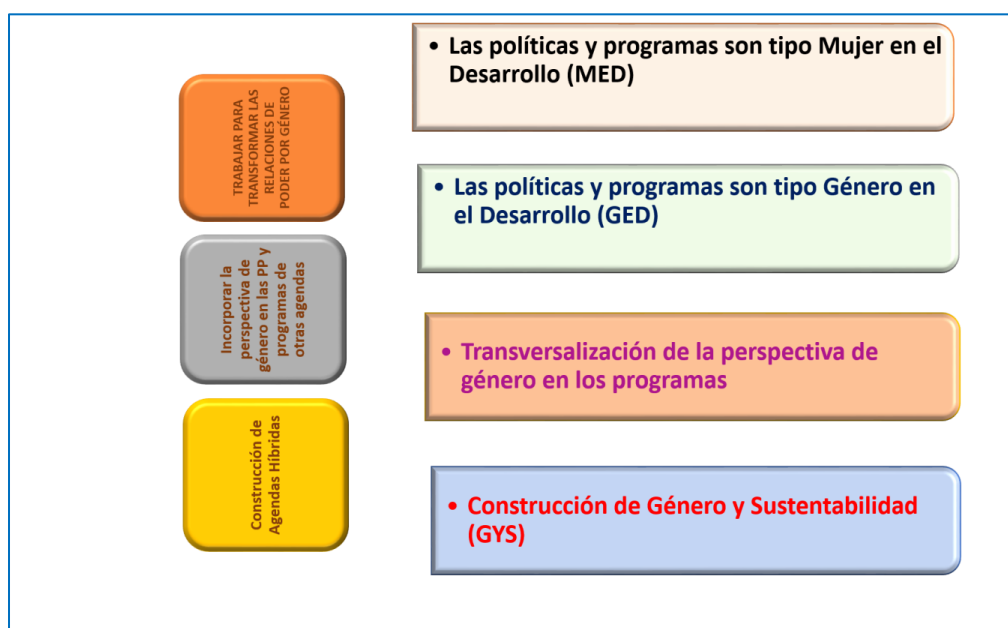 • Las políticas y programas son tipo Mujer en el
Desarrollo (MED)
TRABAJAR PARA
TRANSFORMAR LAS
RELACIONES DE
PODER POR GÉNERO
• Las políticas y programas son tipo Género en
el Desarrollo (GED)
Incorporar la
perspectiva de
género en las PP y
programas de
otras agendas
• Transversalización de la perspectiva de
género en los programas
Construcción de
Agendas Híbridas
• Construcción de Género y Sustentabilidad
(GYS)